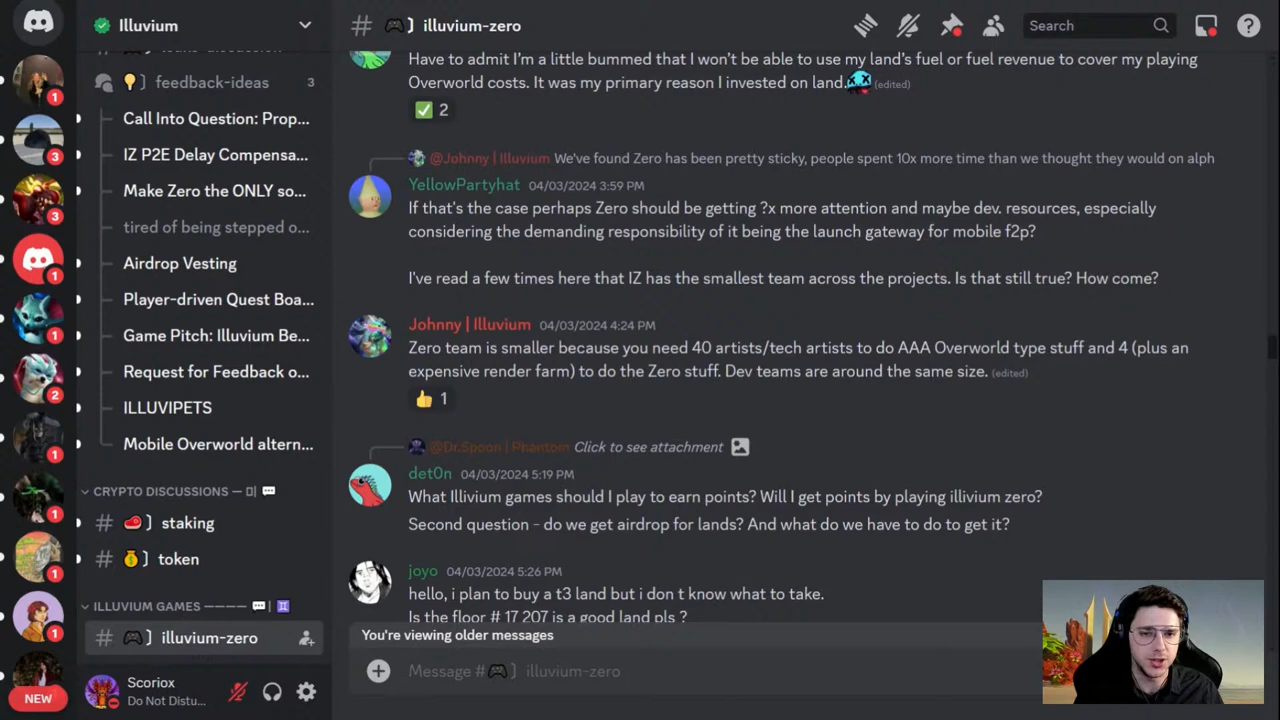 Illuvium
feedback-ideas 3
Call Into Question: Prop...
IZ P2E Delay Compensa...
Make Zero the ONLY so...
tired of being stepped o...
Airdrop Vesting
Player-driven Quest Boa...
Game Pitch: Illuvium Be...
Request for Feedback o...
ILLUVIPETS
Mobile Overworld altern...
CRYPTO DISCUSSIONS
staking
token
ILLUVIUM GAMES
illuvium-zero
Scoriox
Do Not Distu...
1
3
3
1
1
2
1
1
1
1
NEW
illuvium-zero
Search
Have to admit I'm a little bummed that I won't be able to use my land's fuel or fuel revenue to cover my playing
Overworld costs. It was my primary reason I invested on land. (edited)
2
@Johnny | Illuvium We've found Zero has been pretty sticky, people spent 10x more time than we thought they would on alph
YellowPartyhat 04/03/2024 3:59 PM
If that's the case perhaps Zero should be getting ?x more attention and maybe dev. resources, especially
considering the demanding responsibility of it being the launch gateway for mobile f2p?
I've read a few times here that IZ has the smallest team across the projects. Is that still true? How come?
Johnny | Illuvium 04/03/2024 4:24 PM
Zero team is smaller because you need 40 artists/tech artists to do AAA Overworld type stuff and 4 (plus an
expensive render farm) to do the Zero stuff. Dev teams are around the same size. (edited)
1
@Dr.Spoon | Phantom Click to see attachment
det0n 04/03/2024 5:19 PM
What Illivium games should I play to earn points? Will I get points by playing illivium zero?
Second question - do we get airdrop for lands? And what do we have to do to get it?
joyo 04/03/2024 5:26 PM
hello, i plan to buy a t3 land but i don t know what to take.
Is the floor # 17 207 is a good land pls ?
You're viewing older messages
Message # illuvium-zero